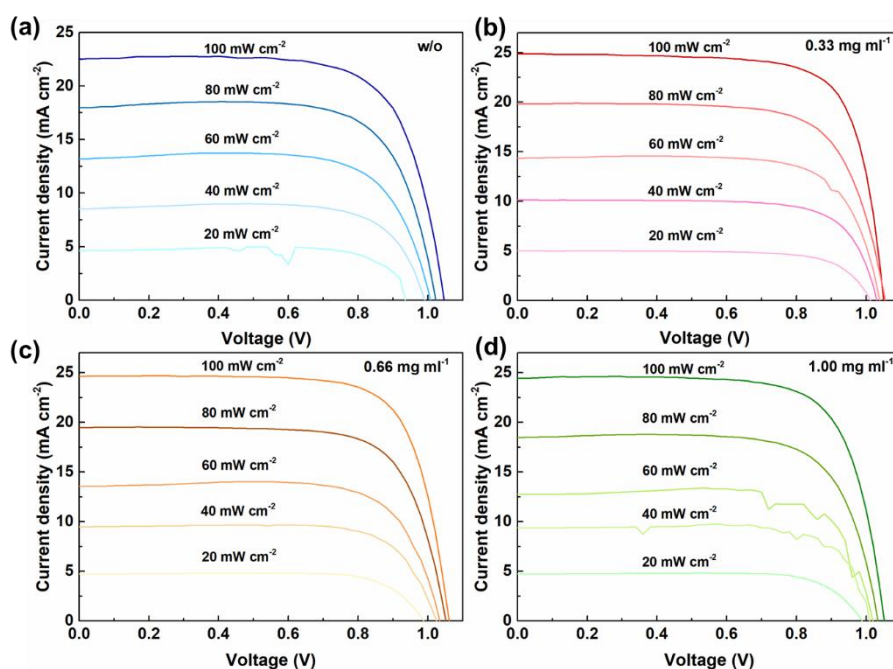 (a)
w/o
100 mW cm⁻²
80 mW cm⁻²
60 mW cm⁻²
40 mW cm⁻²
20 mW cm⁻²
Current density (mA cm⁻²)
25
20
15
10
5
0
0.0 0.2 0.4 0.6 0.8 1.0
Voltage (V)
(b)
0.33 mg ml⁻¹
100 mW cm⁻²
80 mW cm⁻²
60 mW cm⁻²
40 mW cm⁻²
20 mW cm⁻²
Current density (mA cm⁻²)
25
20
15
10
5
0
0.0 0.2 0.4 0.6 0.8 1.0
Voltage (V)
(c)
0.66 mg ml⁻¹
100 mW cm⁻²
80 mW cm⁻²
60 mW cm⁻²
40 mW cm⁻²
20 mW cm⁻²
Current density (mA cm⁻²)
25
20
15
10
5
0
0.0 0.2 0.4 0.6 0.8 1.0
Voltage (V)
(d)
1.00 mg ml⁻¹
100 mW cm⁻²
80 mW cm⁻²
60 mW cm⁻²
40 mW cm⁻²
20 mW cm⁻²
Current density (mA cm⁻²)
25
20
15
10
5
0
0.0 0.2 0.4 0.6 0.8 1.0
Voltage (V)